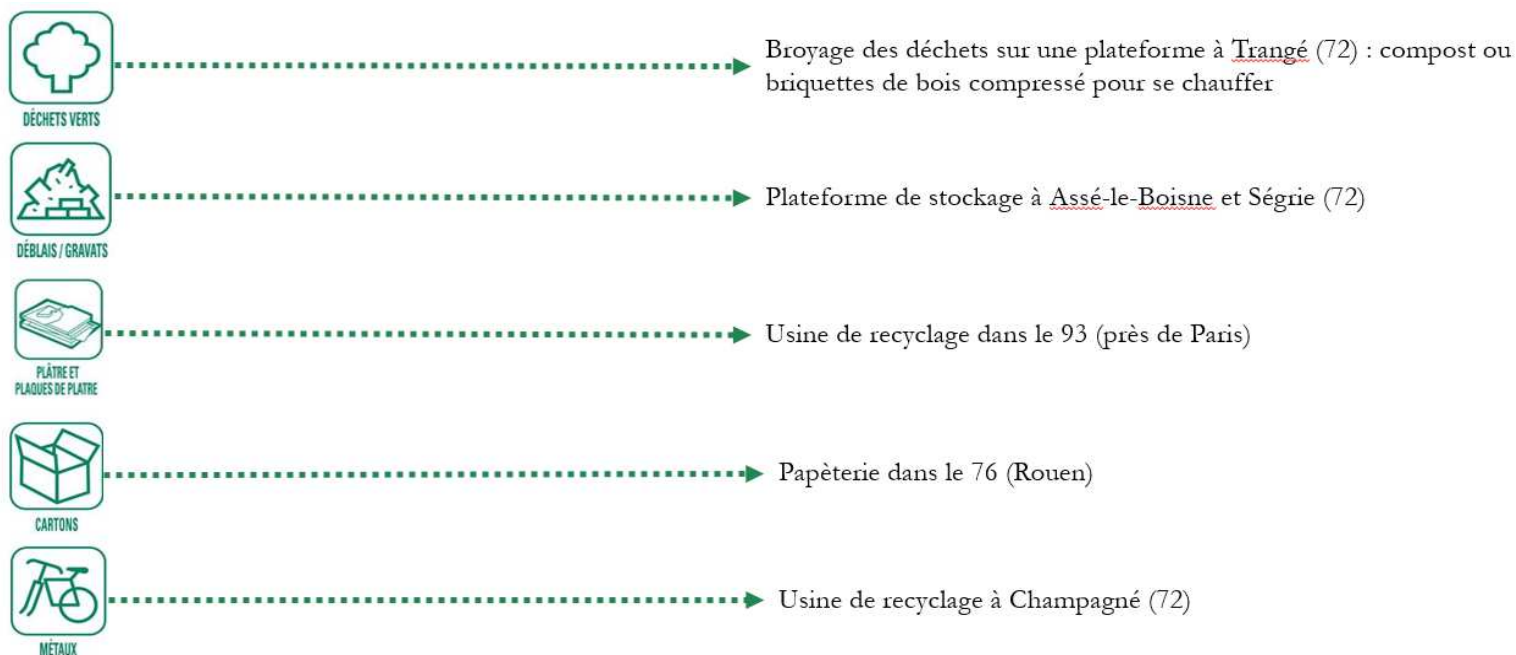 Broyage des déchets sur une plateforme à Trangé (72) : compost ou
briquettes de bois compressé pour se chauffer
DÉCHETS VERTS
Plateforme de stockage à Assé-le-Boisne et Ségrie (72)
DÉBLAIS / GRAVATS
Usine de recyclage dans le 93 (près de Paris)
PLÂTRE ET
PLAQUES DE PLATRE
Papèterie dans le 76 (Rouen)
CARTONS
Usine de recyclage à Champagné (72)
MÉTAUX